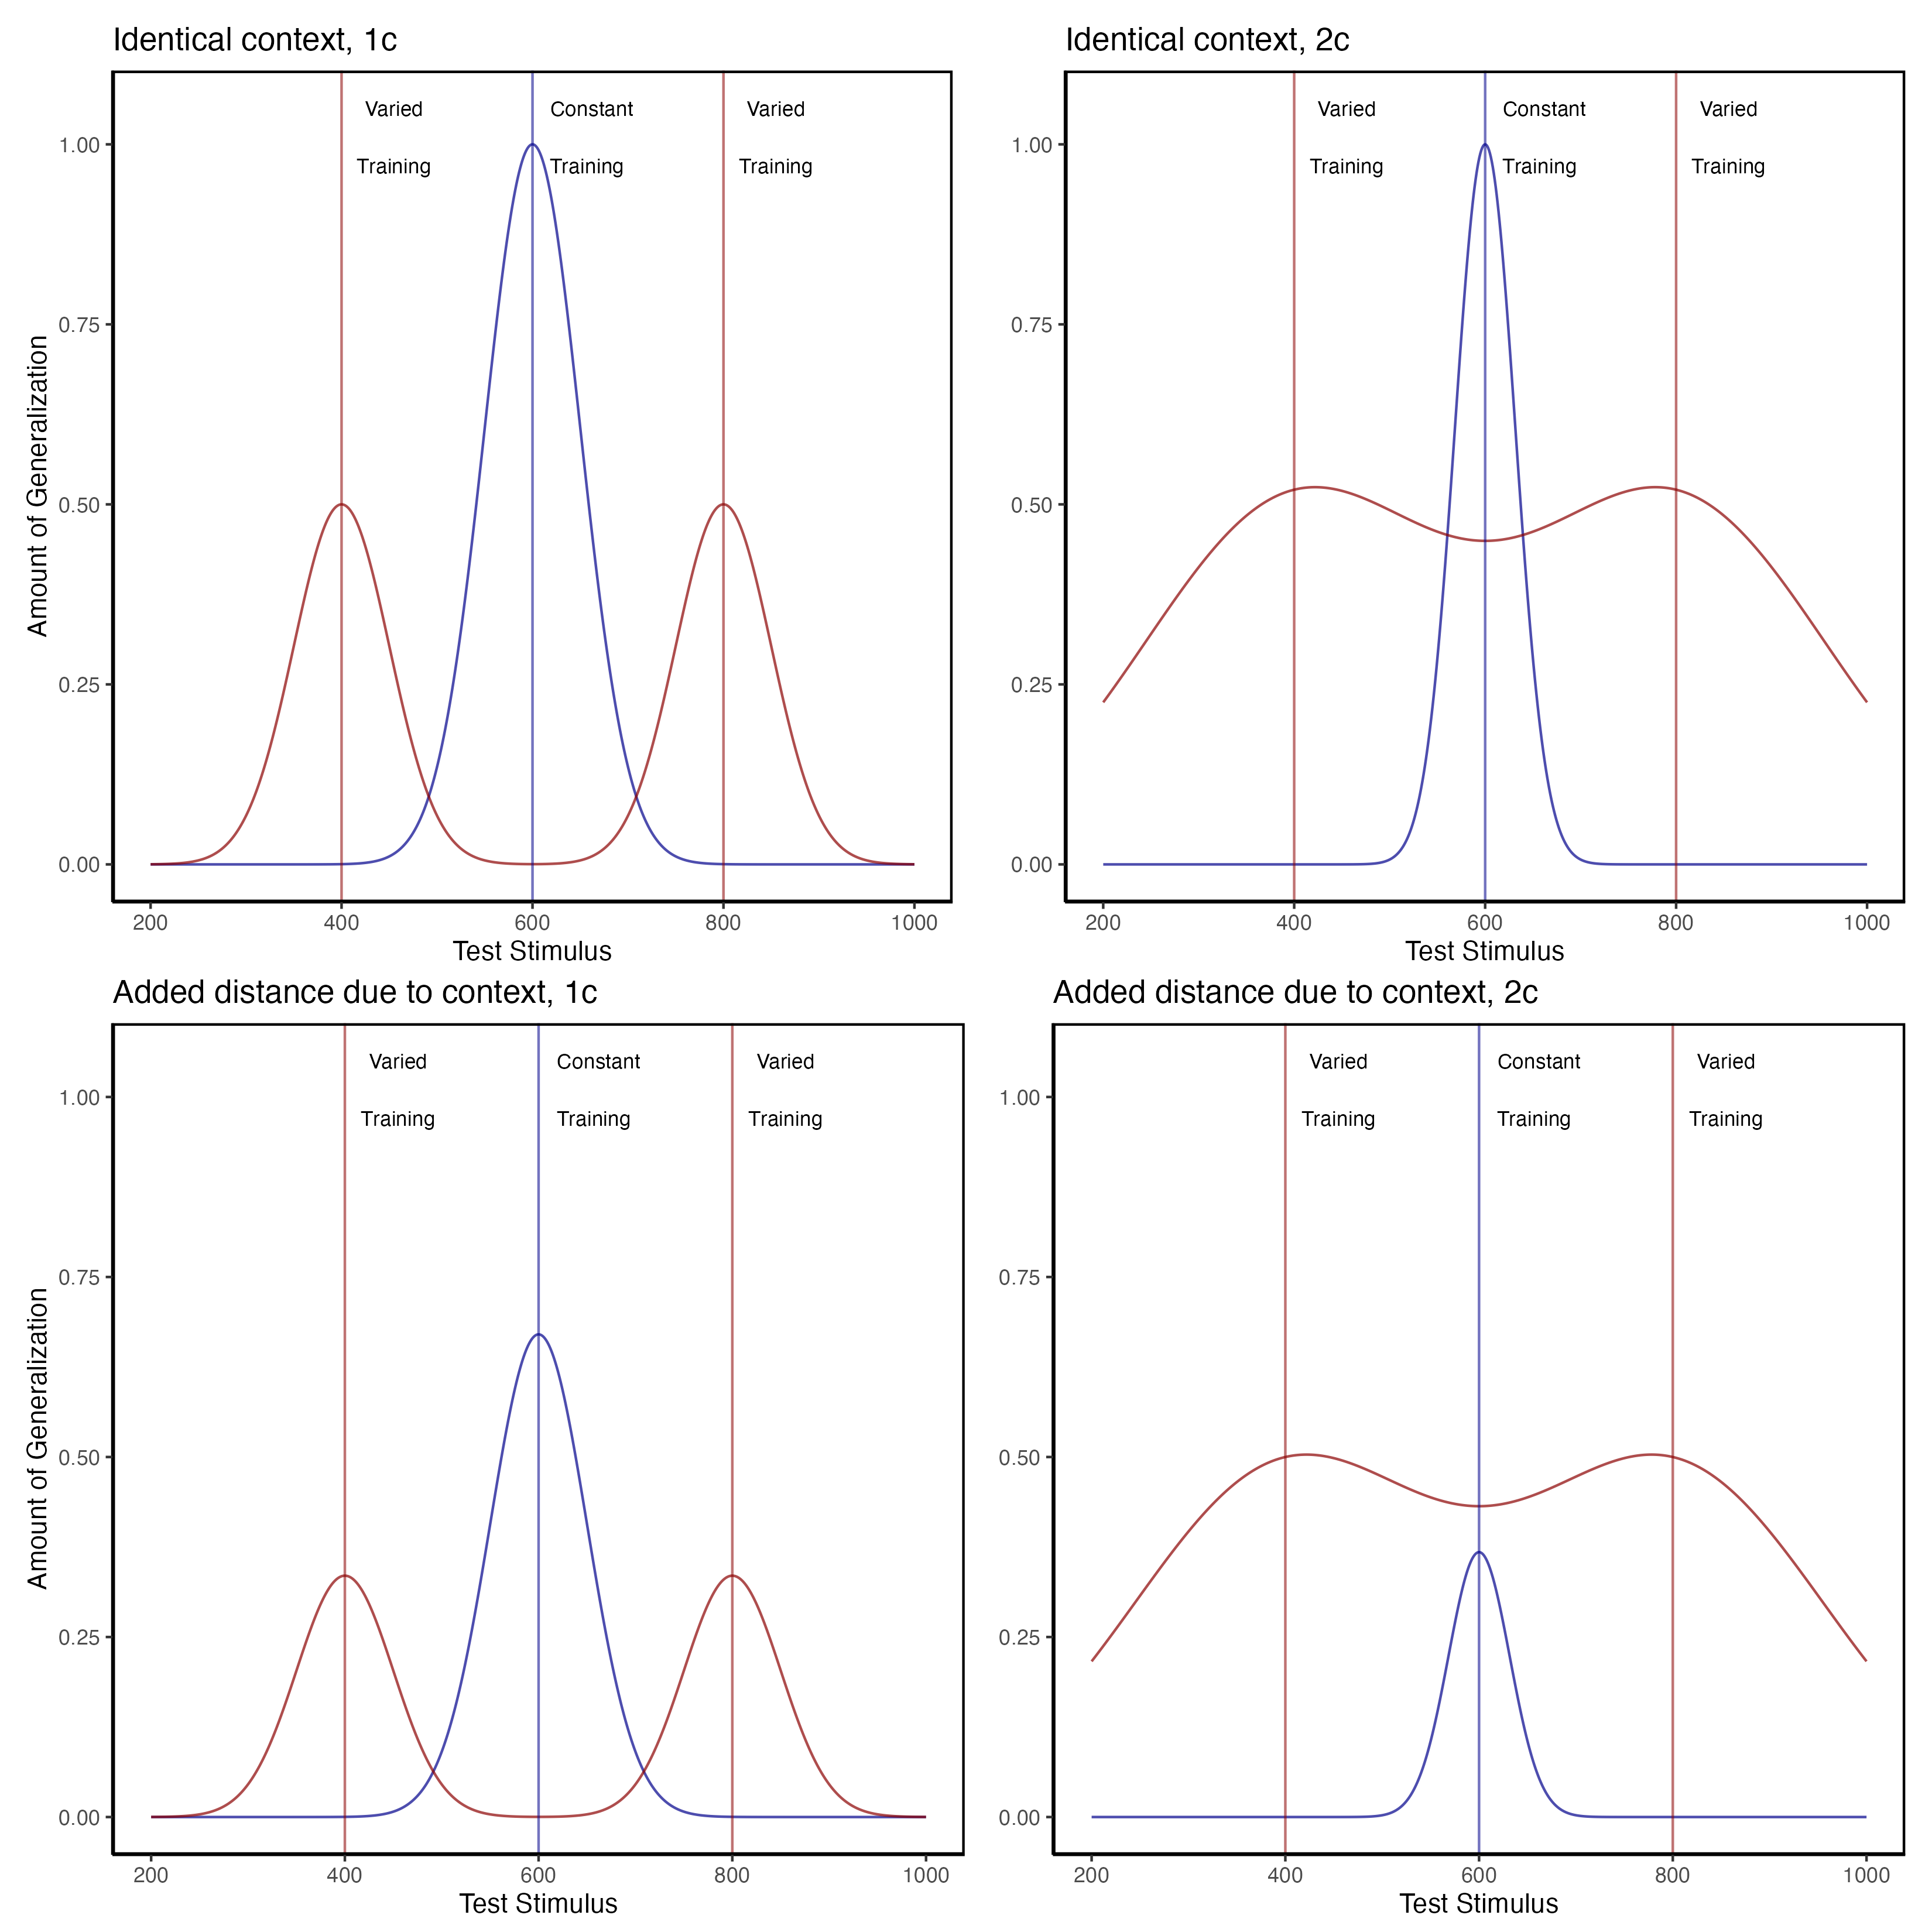 Identical context, 1c
Varied Constant Varied
Training Training Training
1.00
0.75
0.50
0.25
0.00
Amount of Generalization
200 400 600 800 1000
Test Stimulus
Identical context, 2c
Varied Constant Varied
Training Training Training
1.00
0.75
0.50
0.25
0.00
200 400 600 800 1000
Test Stimulus
Added distance due to context, 1c
Varied Constant Varied
Training Training Training
1.00
0.75
0.50
0.25
0.00
Amount of Generalization
200 400 600 800 1000
Test Stimulus
Added distance due to context, 2c
Varied Constant Varied
Training Training Training
1.00
0.75
0.50
0.25
0.00
200 400 600 800 1000
Test Stimulus